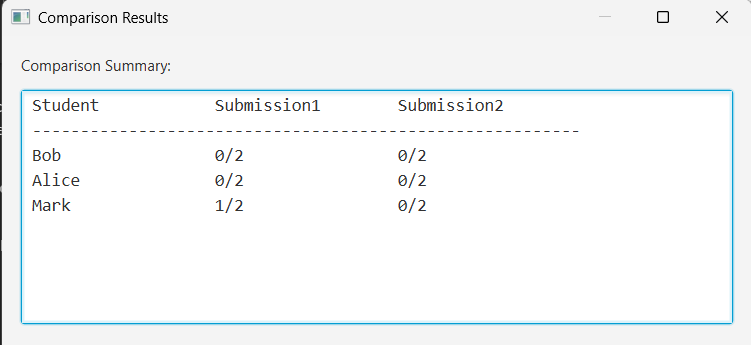 Comparison Results
Comparison Summary:
Student Submission1 Submission2
---------------------------------------------------------
Bob 0/2 0/2
Alice 0/2 0/2
Mark 1/2 0/2